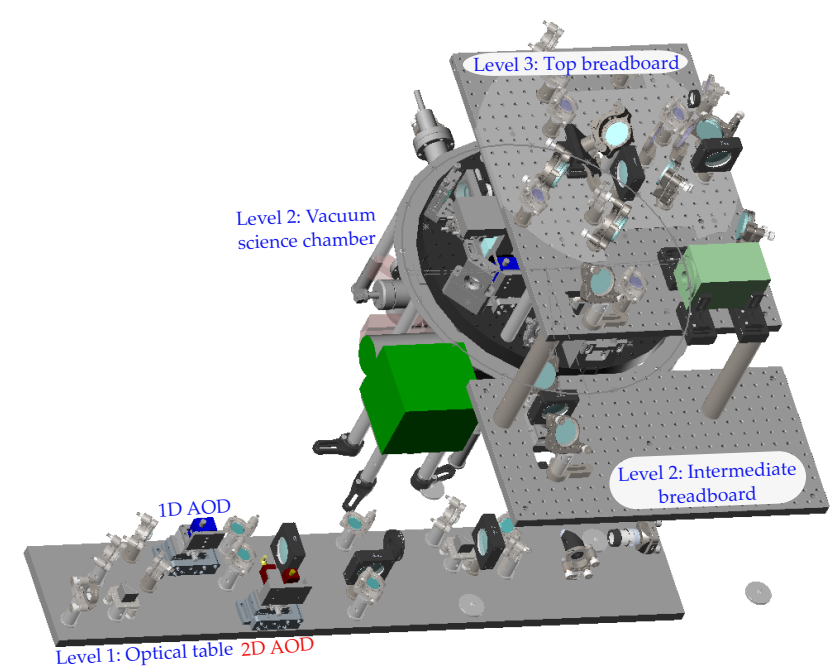 Level 3: Top breadboard
Level 2: Vacuum
science chamber
Level 2: Intermediate
breadboard
1D AOD
Level 1: Optical table
2D AOD